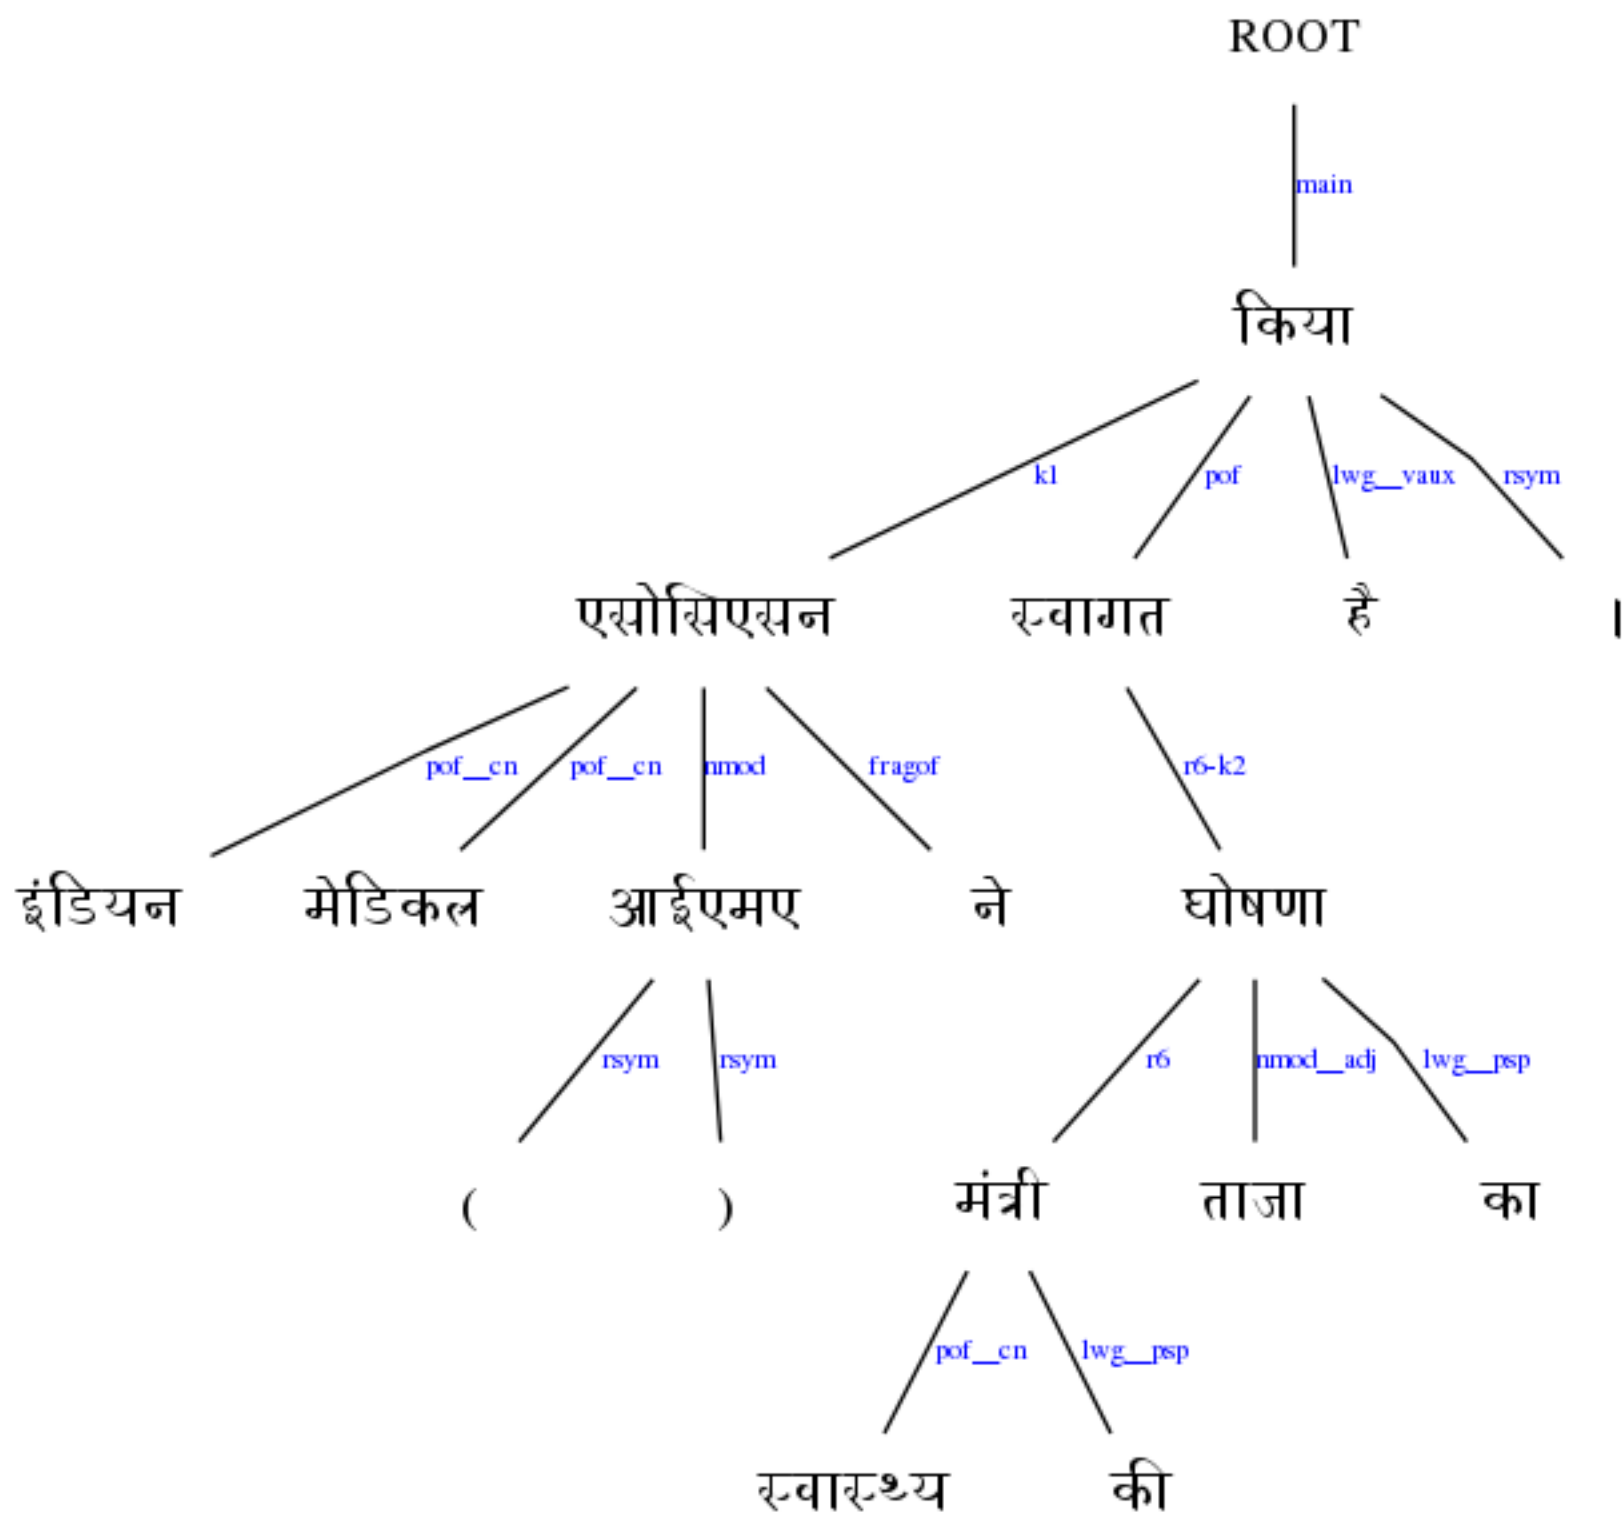 ROOT
main
किया
k1 pof lwg__vaux rsym
एसोसिएसन स्वागत है ।
pof__cn pof__cn nmod fragof r6-k2
इंडियन मेडिकल आईएमए ने घोषणा
rsym rsym r6 nmod__adj lwg__psp
( ) मंत्री ताजा का
pof__cn lwg__psp
स्वास्थ्य की